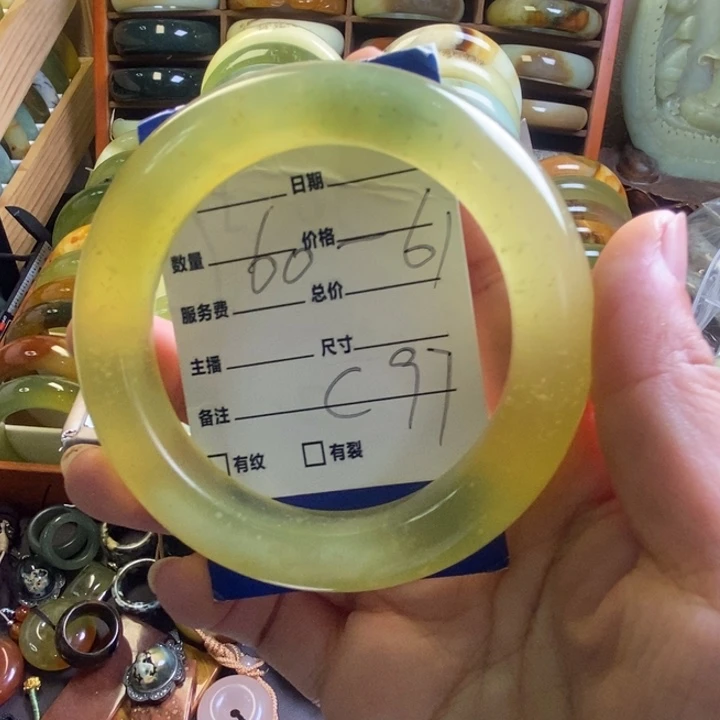 日期
数量 价格
60-61
服务费 总价
主播 尺寸
备注 C97
有纹 有裂